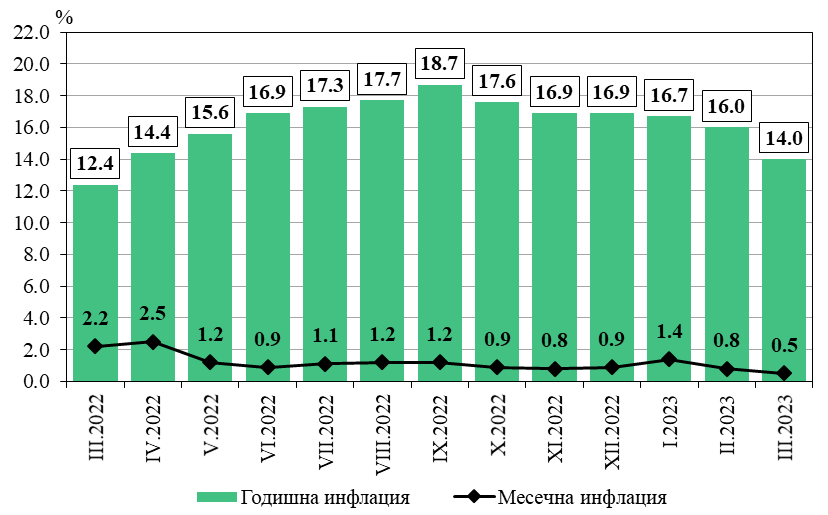 %
22.0
20.0
18.0
16.0
14.0
12.0
10.0
8.0
6.0
4.0
2.0
0.0
12.4
14.4
15.6
16.9
17.3
17.7
18.7
17.6
16.9
16.9
16.7
16.0
14.0
2.2
2.5
1.2
0.9
1.1
1.2
1.2
0.9
0.8
0.9
1.4
0.8
0.5
III.2022
IV.2022
V.2022
VI.2022
VII.2022
VIII.2022
IX.2022
X.2022
XI.2022
XII.2022
I.2023
II.2023
III.2023
Годишна инфлация
Месечна инфлация